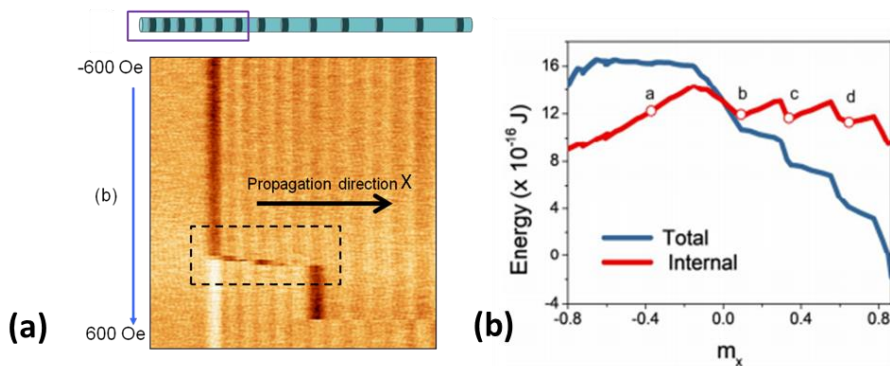 -600 Oe
(b)
Propagation direction X
600 Oe
(a)
(b)
Energy (x 10⁻¹⁶ J)
16
12
8
4
0
-4
a
b
c
d
Total
Internal
-0.8
-0.4
0.0
0.4
0.8
mₓ